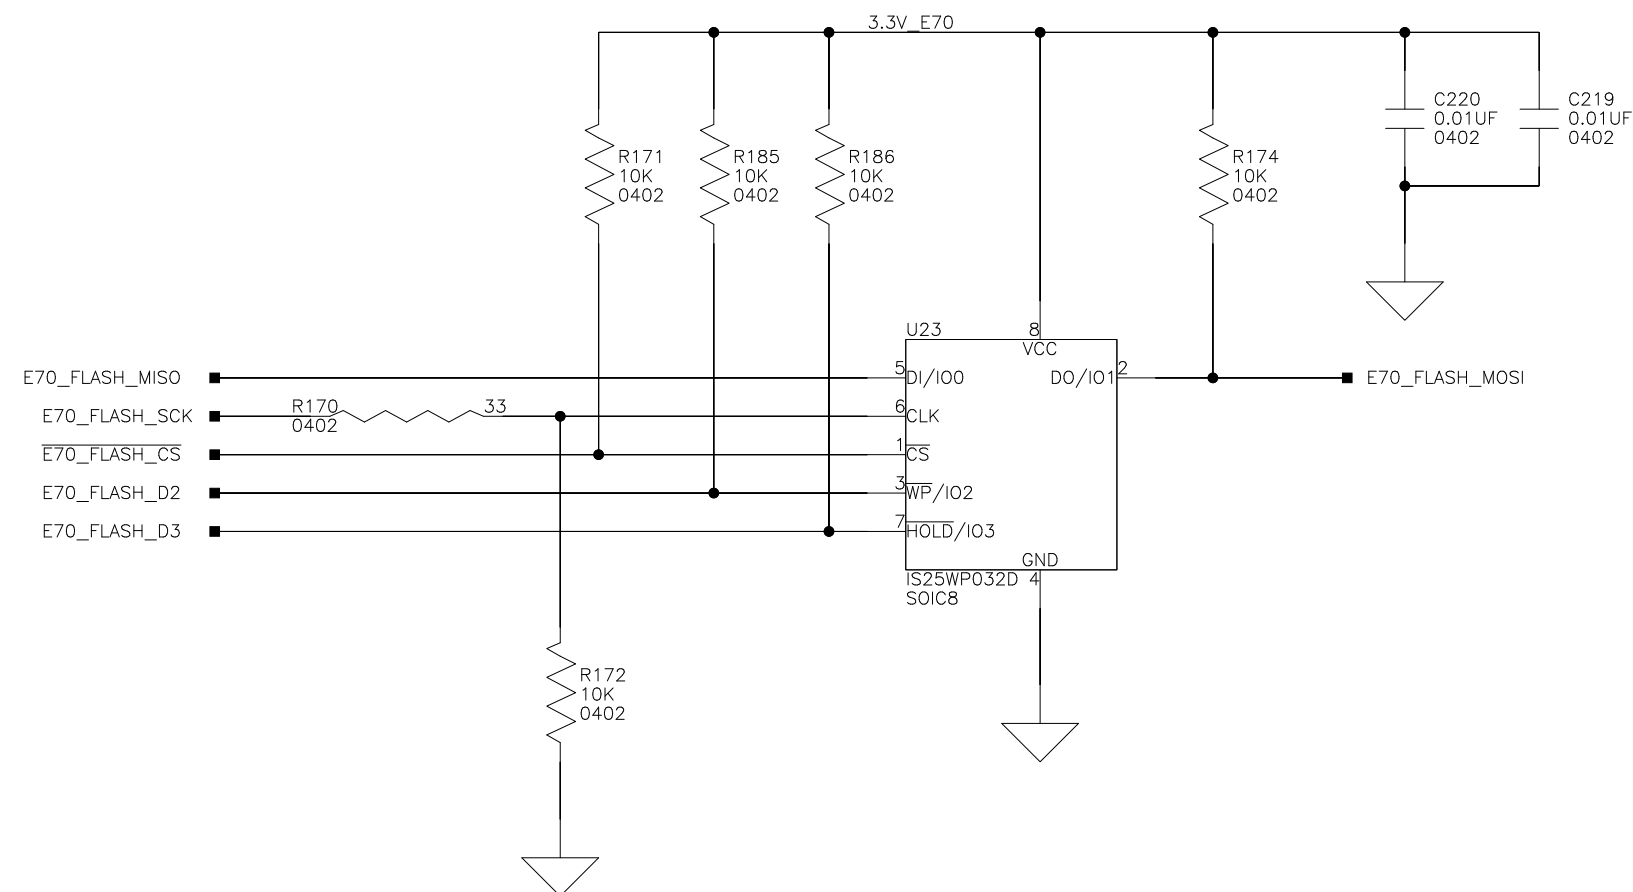 3.3V_E70
C220
0.01UF
0402
C219
0.01UF
0402
R171
10K
0402
R185
10K
0402
R186
10K
0402
R174
10K
0402
U23
8
VCC
E70_FLASH_MISO
5
DI/IO0
DO/IO1
2
E70_FLASH_MOSI
E70_FLASH_SCK
R170
0402
33
6
CLK
E70_FLASH_CS
1
CS
E70_FLASH_D2
3
WP/IO2
E70_FLASH_D3
7
HOLD/IO3
GND
4
IS25WP032D
SOIC8
R172
10K
0402